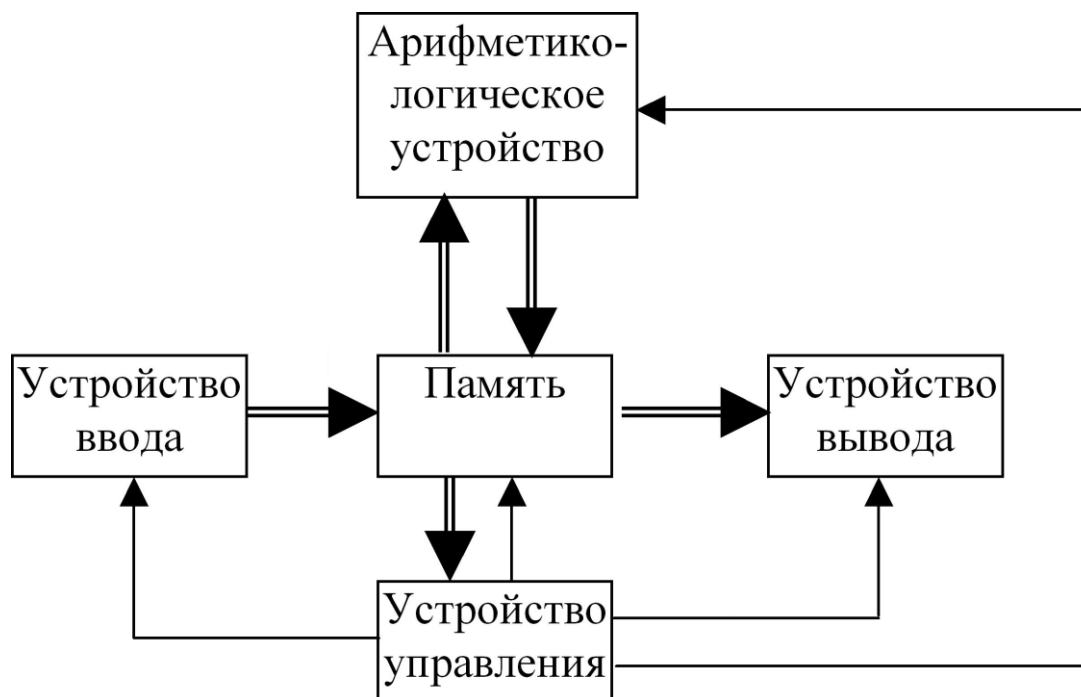 Арифметико-
логическое
устройство
Устройство
ввода
Память
Устройство
вывода
Устройство
управления